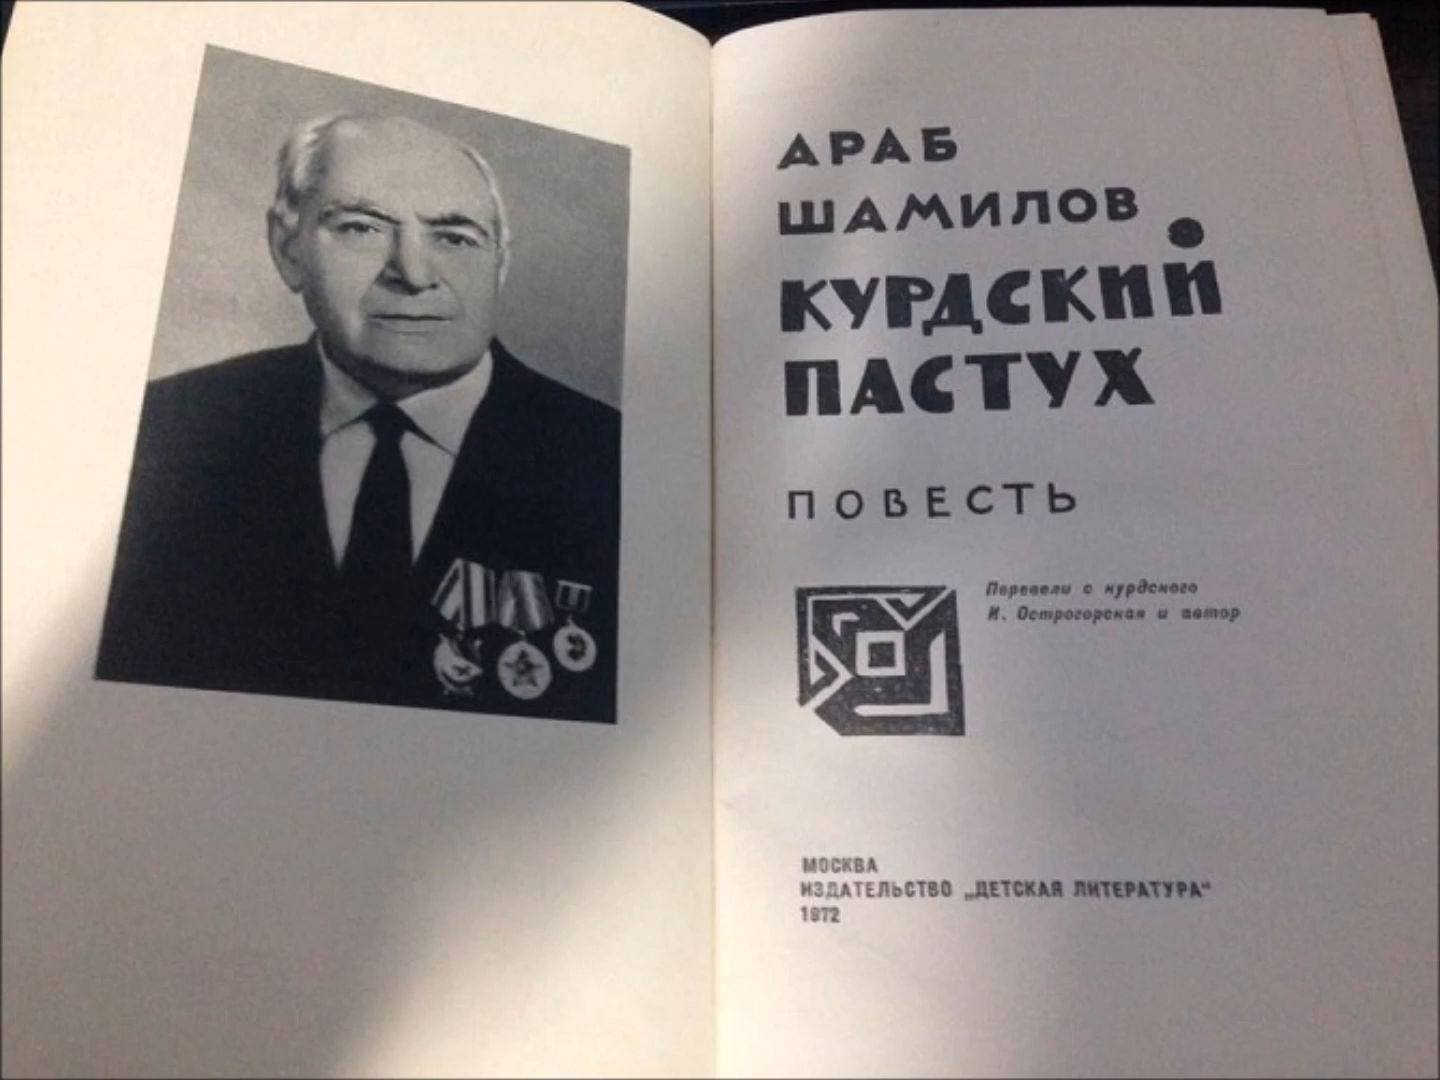 АРАБ
ШАМИЛОВ
КУРДСКИЙ
ПАСТУХ
ПОВЕСТЬ
Перевели с курдского
И. Острогорская и автор
МОСКВА
ИЗДАТЕЛЬСТВО „ДЕТСКАЯ ЛИТЕРАТУРА"
1972